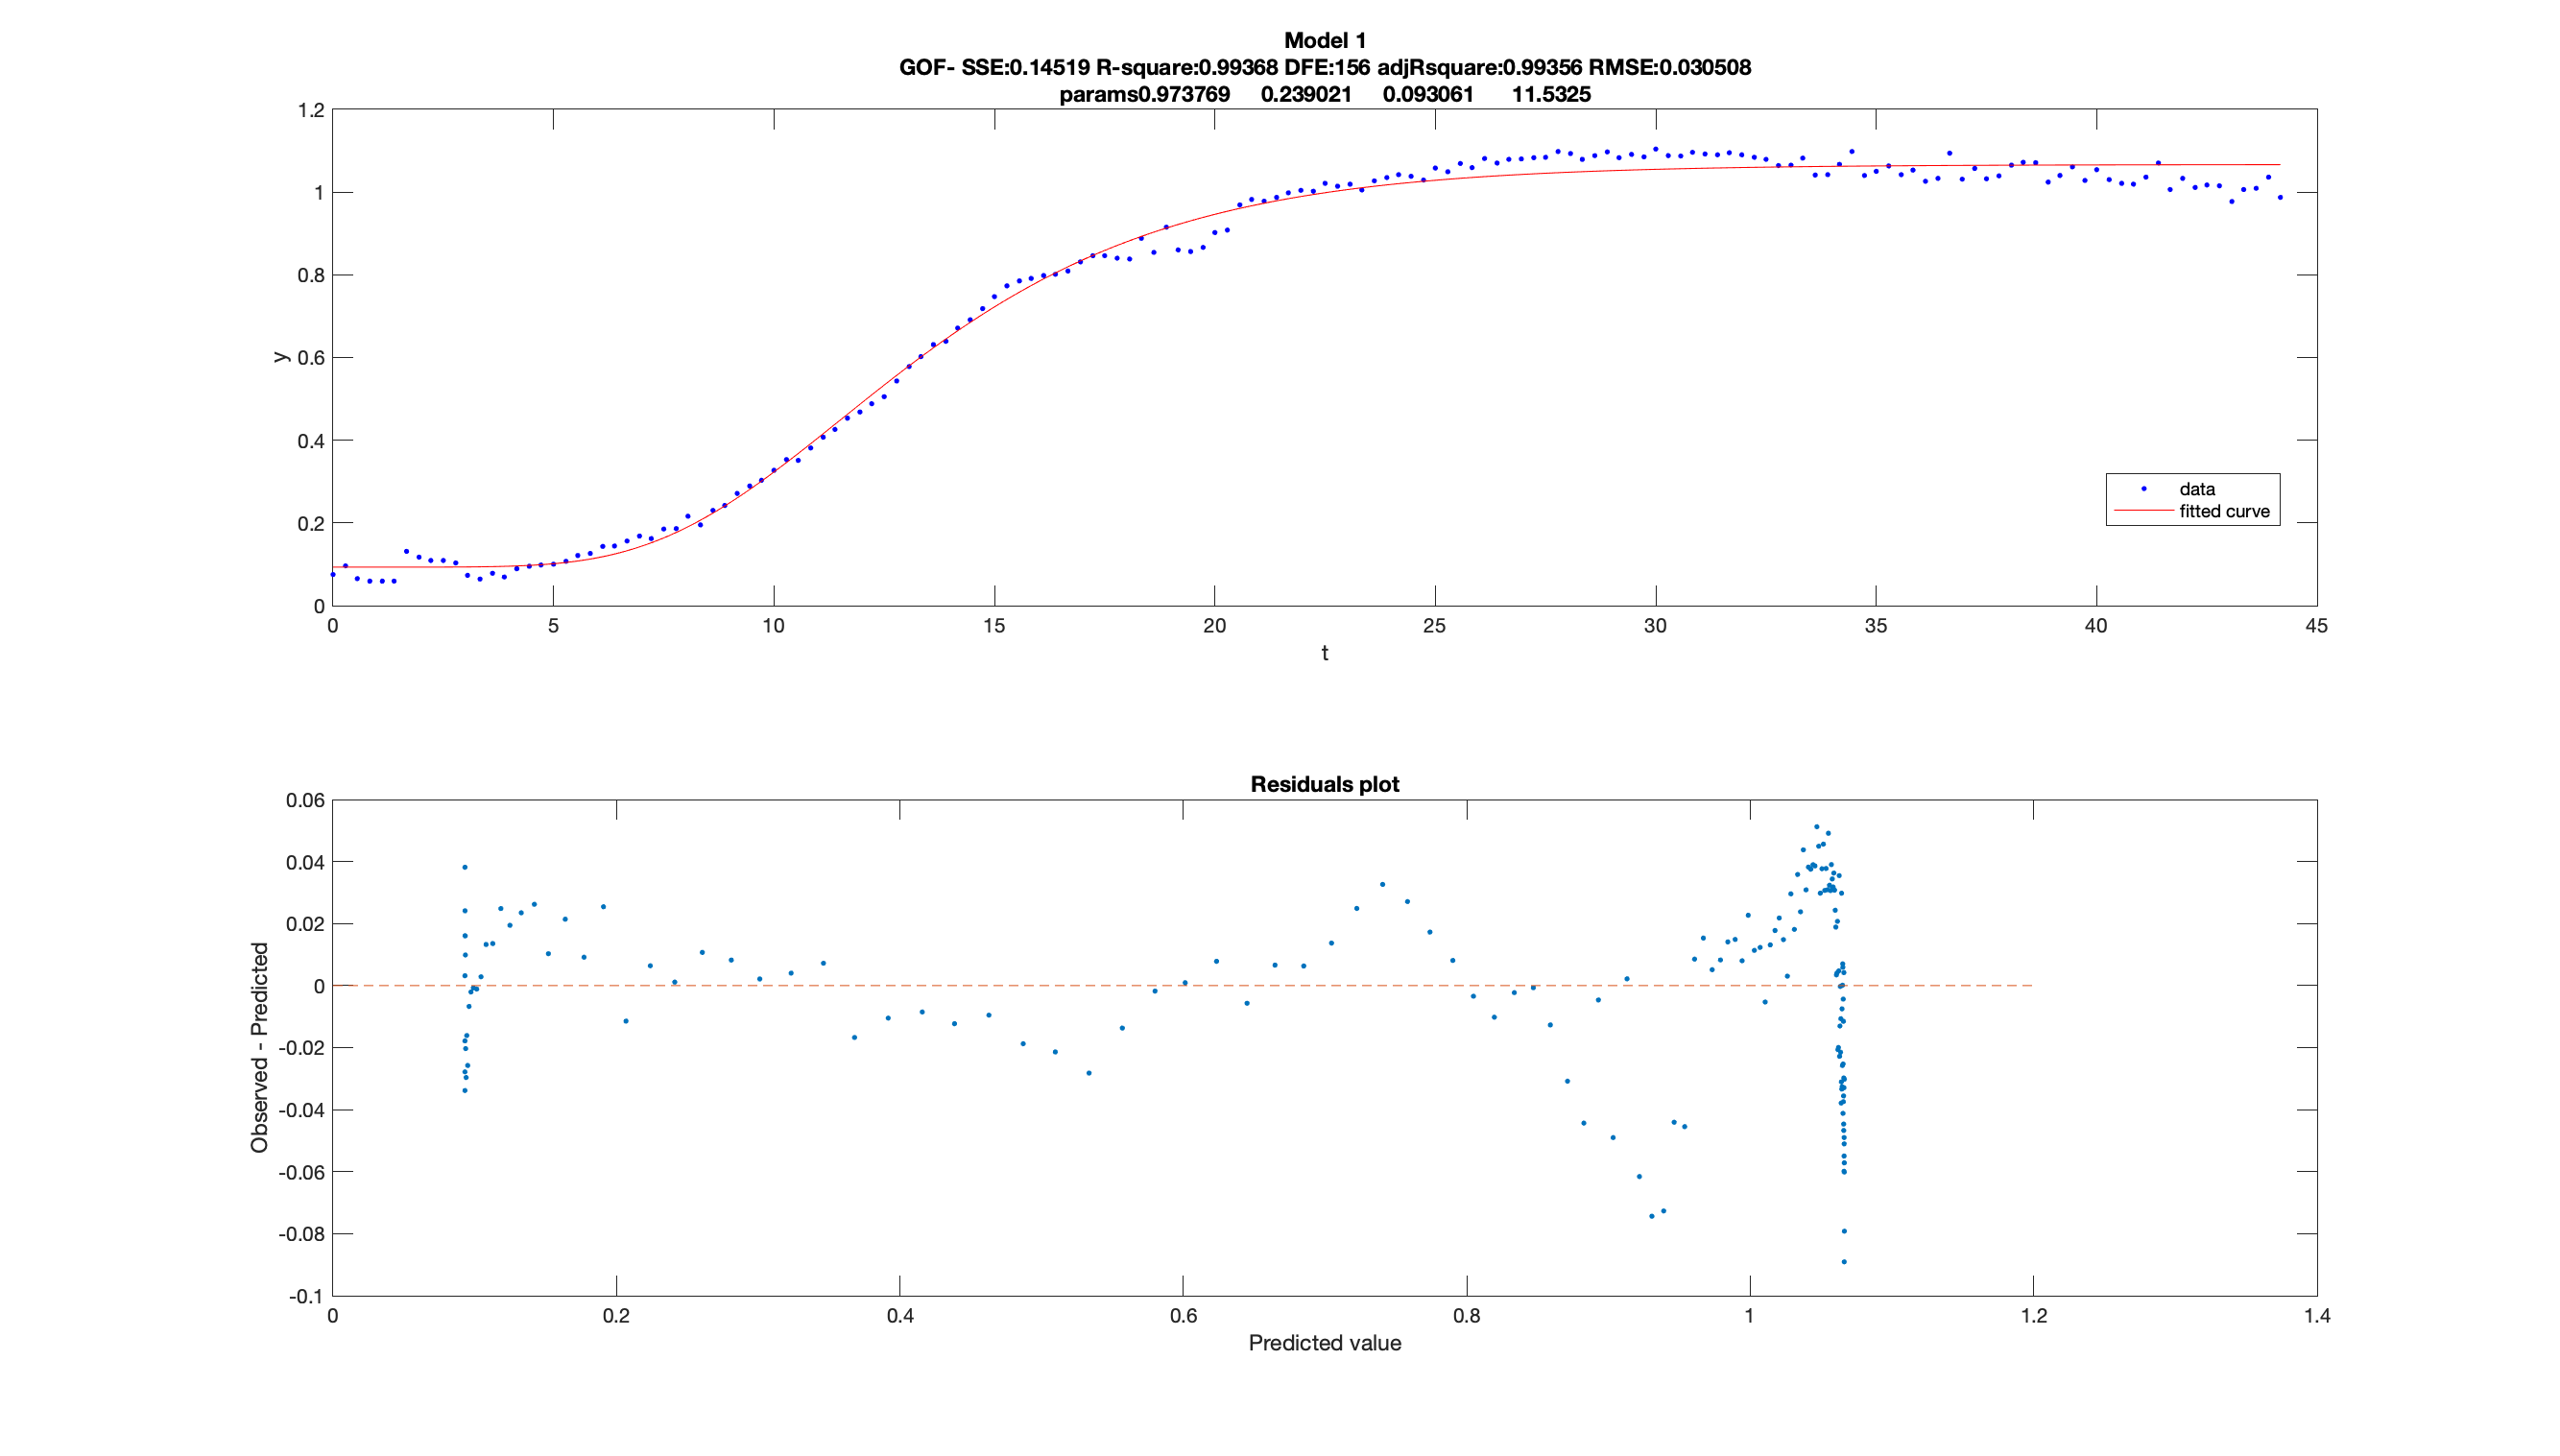 Model 1
GOF- SSE:0.14519 R-square:0.99368 DFE:156 adjRsquare:0.99356 RMSE:0.030508
params0.973769 0.239021 0.093061 11.5325
1.2
1
0.8
0.6
0.4
0.2
0
y
0 5 10 15 20 25 30 35 40 45
t
data
fitted curve
Residuals plot
0.06
0.04
0.02
0
-0.02
-0.04
-0.06
-0.08
-0.1
Observed - Predicted
0 0.2 0.4 0.6 0.8 1 1.2 1.4
Predicted value